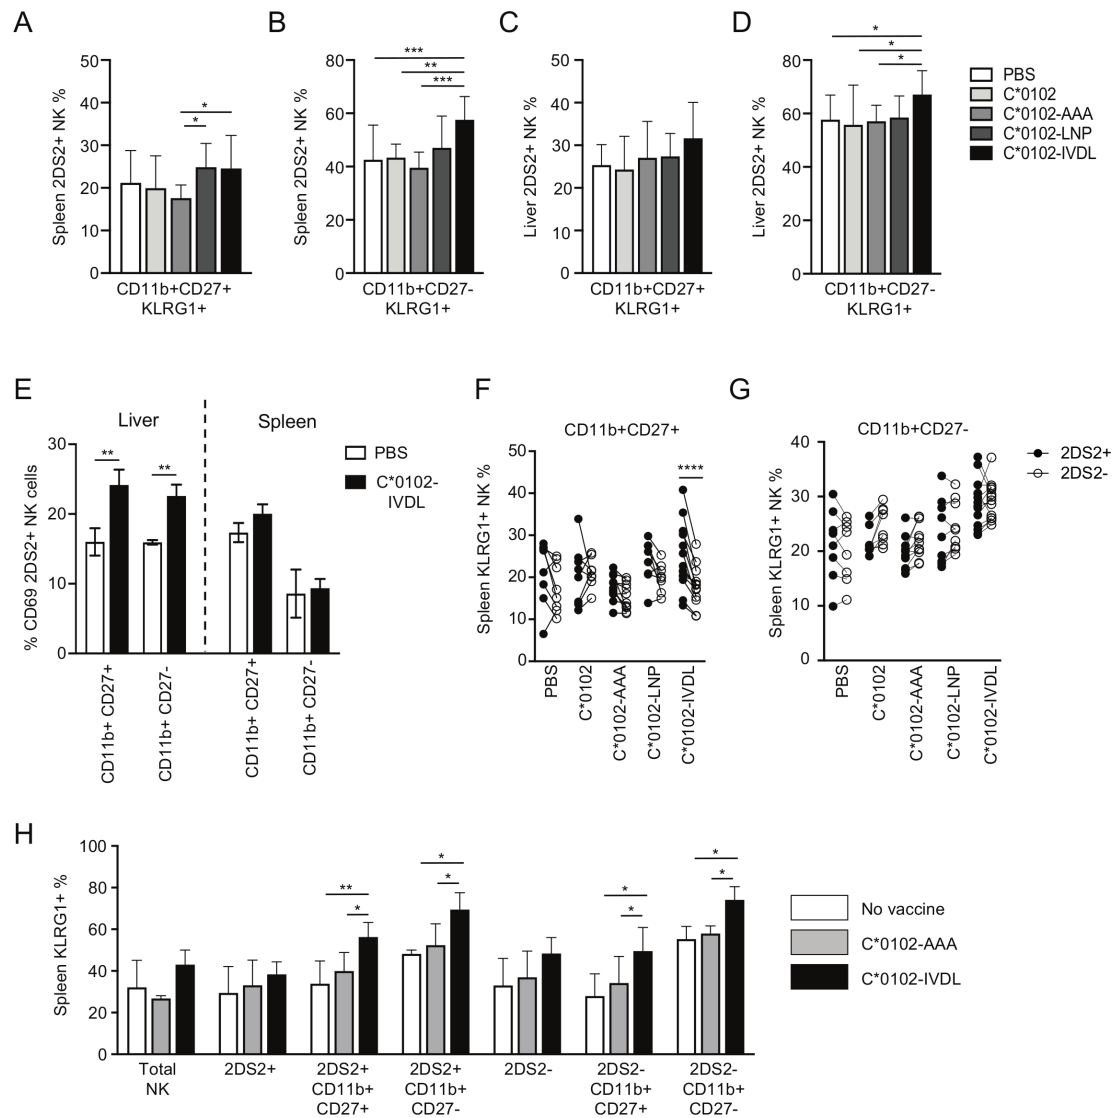 A
B
C
D
Spleen 2DS2+ NK %
50
40
30
20
10
0
*
*
CD11b+CD27+
KLRG1+
Spleen 2DS2+ NK %
80
60
40
20
0
***
**
***
CD11b+CD27-
KLRG1+
Liver 2DS2+ NK %
50
40
30
20
10
0
CD11b+CD27+
KLRG1+
Liver 2DS2+ NK %
80
60
40
20
0
*
*
*
CD11b+CD27-
KLRG1+
PBS
C*0102
C*0102-AAA
C*0102-LNP
C*0102-IVDL
E
Liver
Spleen
% CD69 2DS2+ NK cells
30
20
10
0
**
**
CD11b+ CD27+
CD11b+ CD27-
CD11b+ CD27+
CD11b+ CD27-
PBS
C*0102-
IVDL
F
CD11b+CD27+
Spleen KLRG1+ NK %
50
40
30
20
10
0
****
PBS
C*0102
C*0102-AAA
C*0102-LNP
C*0102-IVDL
G
CD11b+CD27-
Spleen KLRG1+ NK %
40
30
20
10
0
PBS
C*0102
C*0102-AAA
C*0102-LNP
C*0102-IVDL
2DS2+
2DS2-
H
Spleen KLRG1+ %
100
80
60
40
20
0
**
*
*
*
*
*
*
*
Total
NK
2DS2+
2DS2+
CD11b+
CD27+
2DS2+
CD11b+
CD27-
2DS2-
2DS2-
CD11b+
CD27+
2DS2-
CD11b+
CD27-
No vaccine
C*0102-AAA
C*0102-IVDL